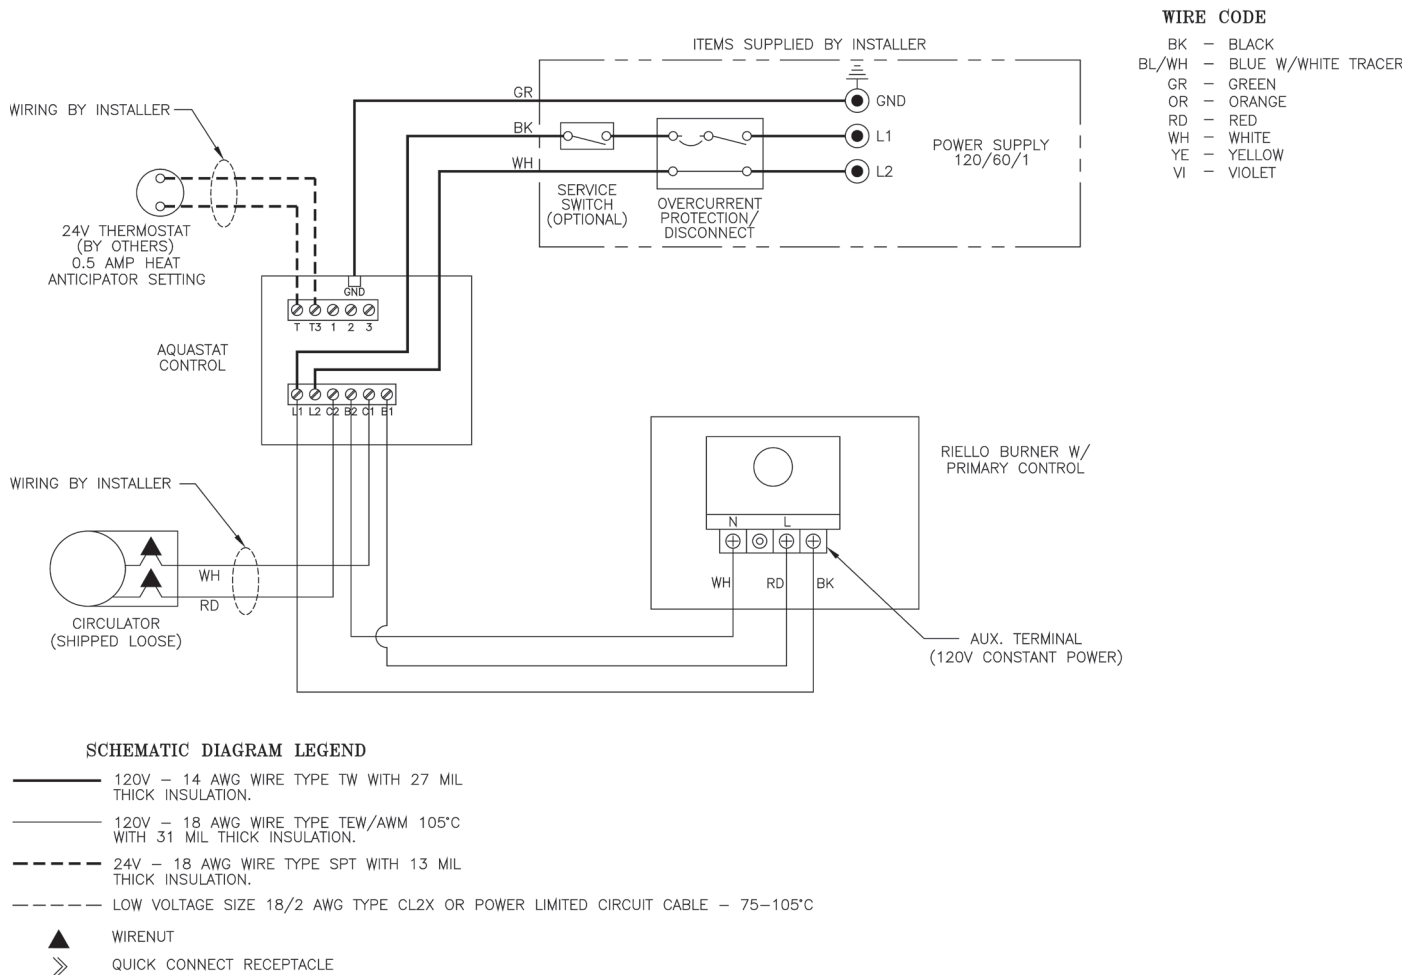 WIRE CODE
BK – BLACK
BL/WH – BLUE W/WHITE TRACER
GR – GREEN
OR – ORANGE
RD – RED
WH – WHITE
YE – YELLOW
VI – VIOLET
ITEMS SUPPLIED BY INSTALLER
GR
GND
BK
L1
WH
L2
POWER SUPPLY
120/60/1
SERVICE
SWITCH
(OPTIONAL)
OVERCURRENT
PROTECTION/
DISCONNECT
WIRING BY INSTALLER
24V THERMOSTAT
(BY OTHERS)
0.5 AMP HEAT
ANTICIPATOR SETTING
GND
T T3 1 2 3
AQUASTAT
CONTROL
L1 L2 C2 B2 C1 B1
RIELLO BURNER W/
PRIMARY CONTROL
N L
WH RD BK
AUX. TERMINAL
(120V CONSTANT POWER)
WIRING BY INSTALLER
WH
RD
CIRCULATOR
(SHIPPED LOOSE)
SCHEMATIC DIAGRAM LEGEND
120V – 14 AWG WIRE TYPE TW WITH 27 MIL
THICK INSULATION.
120V – 18 AWG WIRE TYPE TEW/AWM 105°C
WITH 31 MIL THICK INSULATION.
24V – 18 AWG WIRE TYPE SPT WITH 13 MIL
THICK INSULATION.
LOW VOLTAGE SIZE 18/2 AWG TYPE CL2X OR POWER LIMITED CIRCUIT CABLE – 75–105°C
WIRENUT
QUICK CONNECT RECEPTACLE